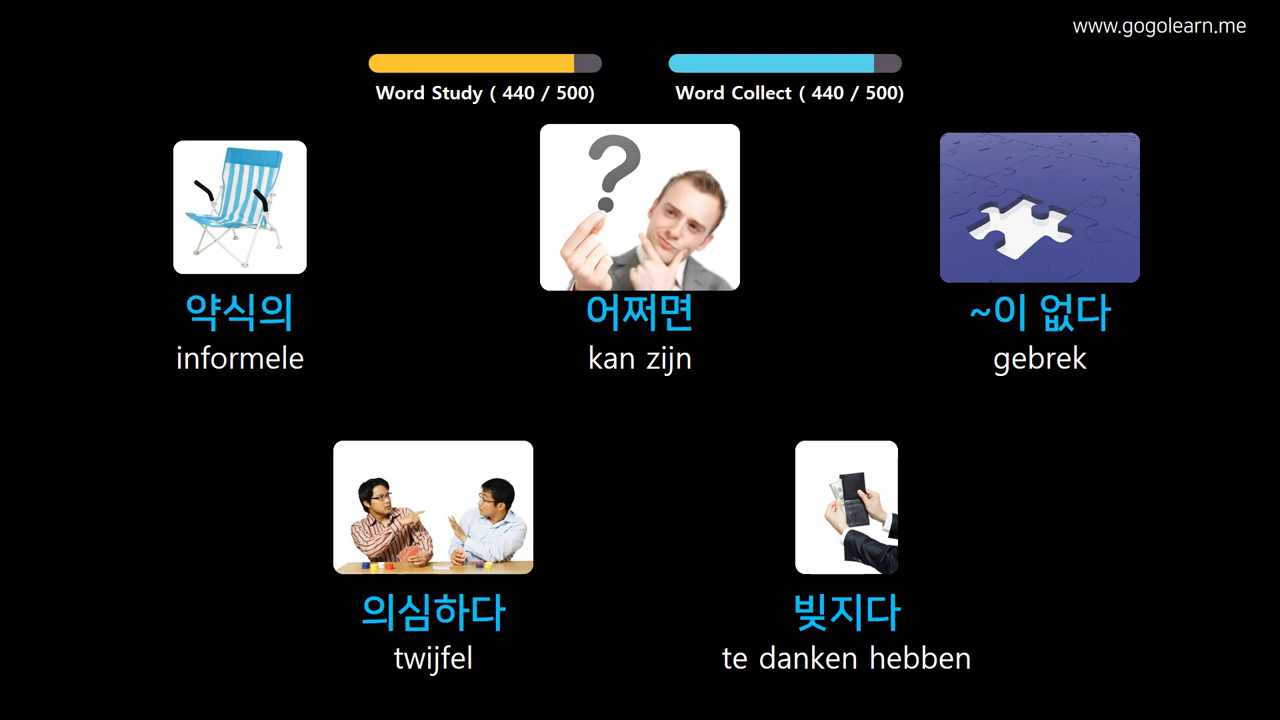 www.gogolearn.me
Word Study ( 440 / 500)
Word Collect ( 440 / 500)
약식의
informele
어쩌면
kan zijn
~이 없다
gebrek
의심하다
twijfel
빚지다
te danken hebben